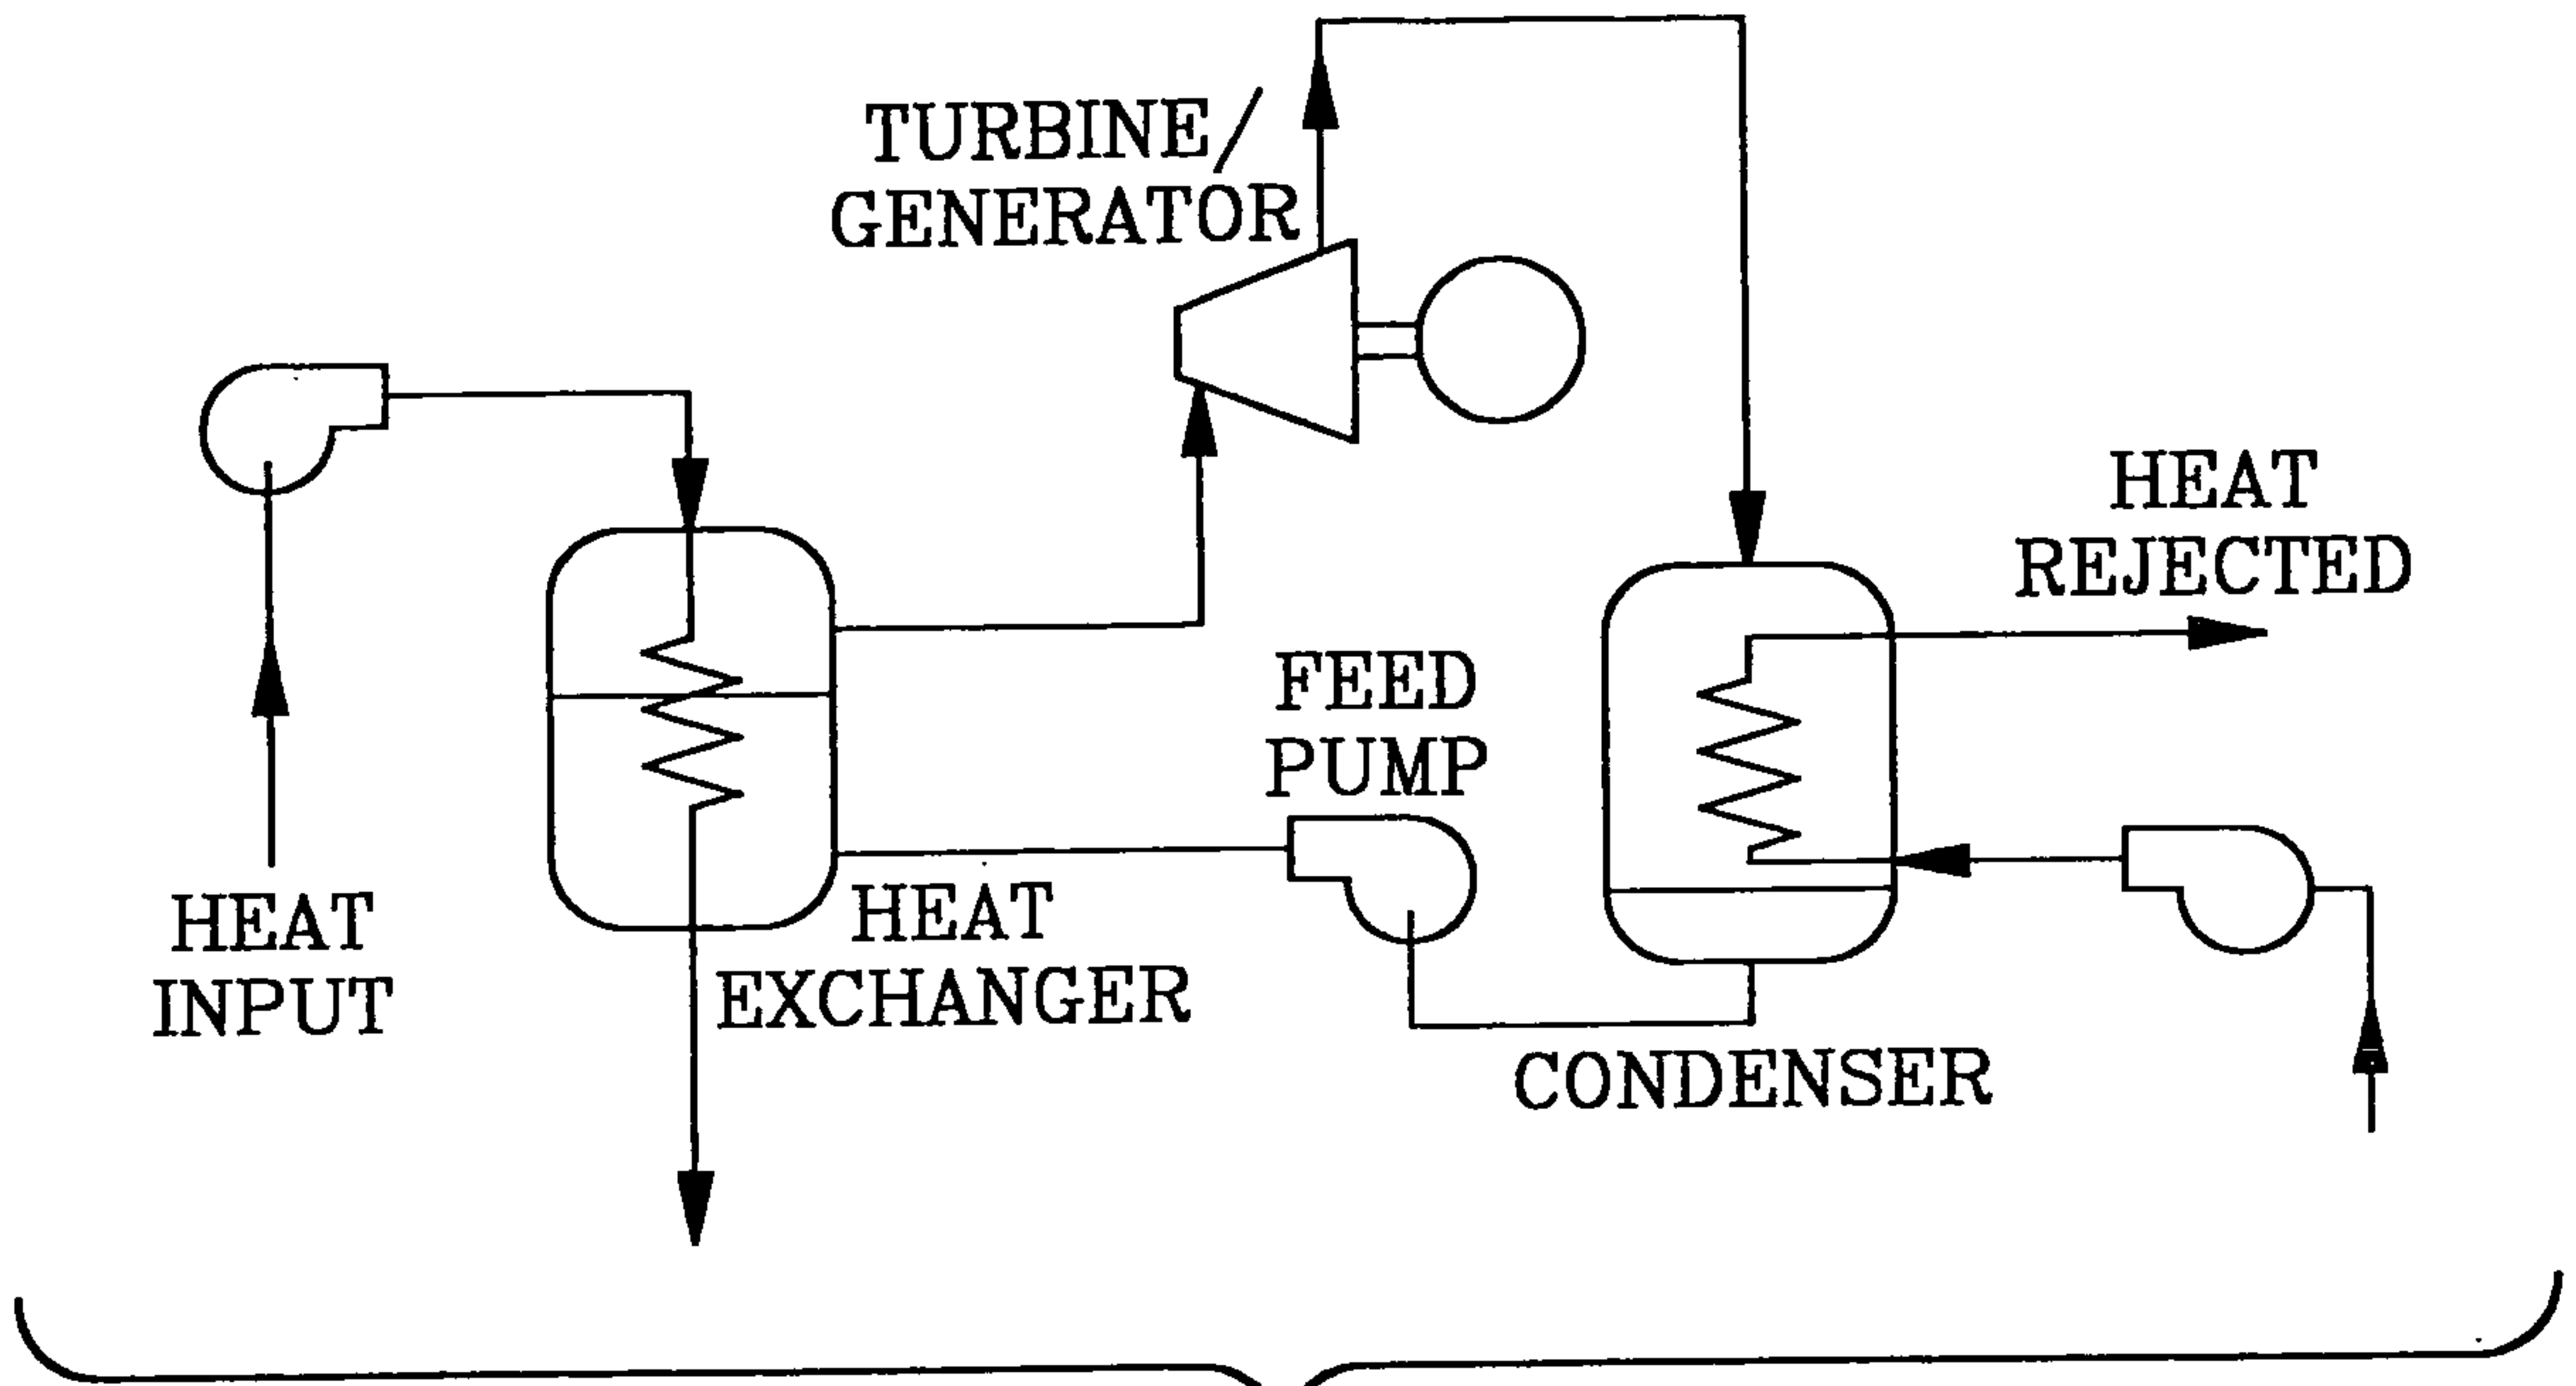 TURBINE/
GENERATOR
HEAT
REJECTED
FEED
PUMP
HEAT
INPUT
HEAT
EXCHANGER
CONDENSER